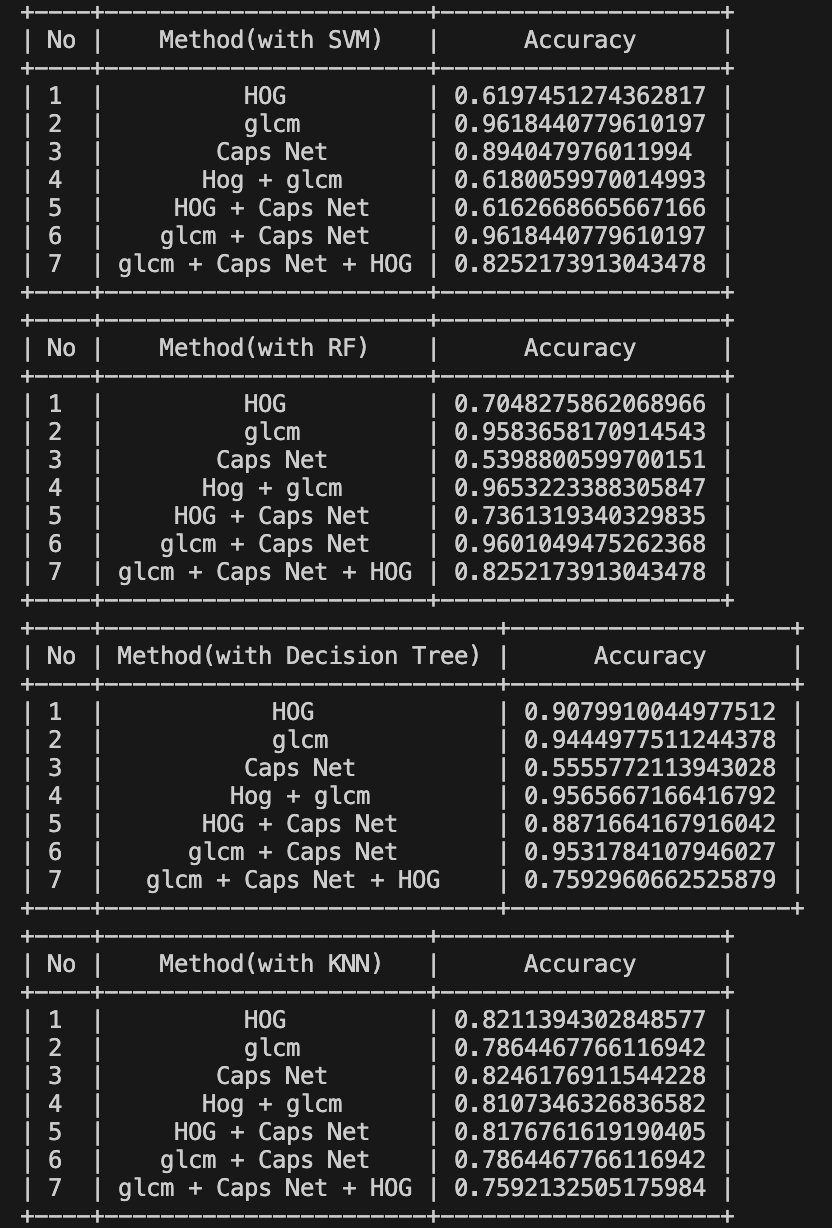 +----+-----------------------+--------------------+
| No | Method(with SVM) | Accuracy |
+----+-----------------------+--------------------+
| 1 | HOG | 0.6197451274362817 |
| 2 | glcm | 0.9618440779610197 |
| 3 | Caps Net | 0.894047976011994 |
| 4 | Hog + glcm | 0.6180059970014993 |
| 5 | HOG + Caps Net | 0.6162668665667166 |
| 6 | glcm + Caps Net | 0.9618440779610197 |
| 7 | glcm + Caps Net + HOG | 0.8252173913043478 |
+----+-----------------------+--------------------+
+----+-----------------------+--------------------+
| No | Method(with RF) | Accuracy |
+----+-----------------------+--------------------+
| 1 | HOG | 0.7048275862068966 |
| 2 | glcm | 0.9583658170914543 |
| 3 | Caps Net | 0.5398800599700151 |
| 4 | Hog + glcm | 0.9653223388305847 |
| 5 | HOG + Caps Net | 0.7361319340329835 |
| 6 | glcm + Caps Net | 0.9601049475262368 |
| 7 | glcm + Caps Net + HOG | 0.8252173913043478 |
+----+-----------------------+--------------------+
+----+----------------------------+--------------------+
| No | Method(with Decision Tree) | Accuracy |
+----+----------------------------+--------------------+
| 1 | HOG | 0.9079910044977512 |
| 2 | glcm | 0.9444977511244378 |
| 3 | Caps Net | 0.5555772113943028 |
| 4 | Hog + glcm | 0.9565667166416792 |
| 5 | HOG + Caps Net | 0.8871664167916042 |
| 6 | glcm + Caps Net | 0.9531784107946027 |
| 7 | glcm + Caps Net + HOG | 0.7592960662525879 |
+----+----------------------------+--------------------+
+----+-----------------------+--------------------+
| No | Method(with KNN) | Accuracy |
+----+-----------------------+--------------------+
| 1 | HOG | 0.8211394302848577 |
| 2 | glcm | 0.7864467766116942 |
| 3 | Caps Net | 0.8246176911544228 |
| 4 | Hog + glcm | 0.8107346326836582 |
| 5 | HOG + Caps Net | 0.8176761619190405 |
| 6 | glcm + Caps Net | 0.7864467766116942 |
| 7 | glcm + Caps Net + HOG | 0.7592132505175984 |
+----+-----------------------+--------------------+